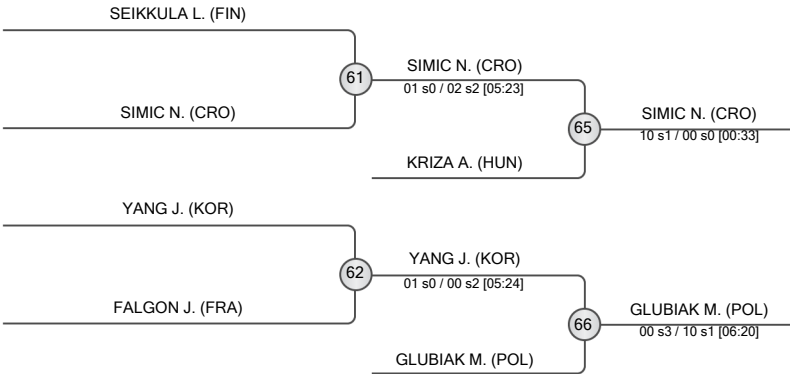 SEIKKULA L. (FIN)
61
SIMIC N. (CRO)
01 s0 / 02 s2 [05:23]
SIMIC N. (CRO)
65
SIMIC N. (CRO)
10 s1 / 00 s0 [00:33]
KRIZA A. (HUN)
YANG J. (KOR)
62
YANG J. (KOR)
01 s0 / 00 s2 [05:24]
FALGON J. (FRA)
66
GLUBIAK M. (POL)
00 s3 / 10 s1 [06:20]
GLUBIAK M. (POL)